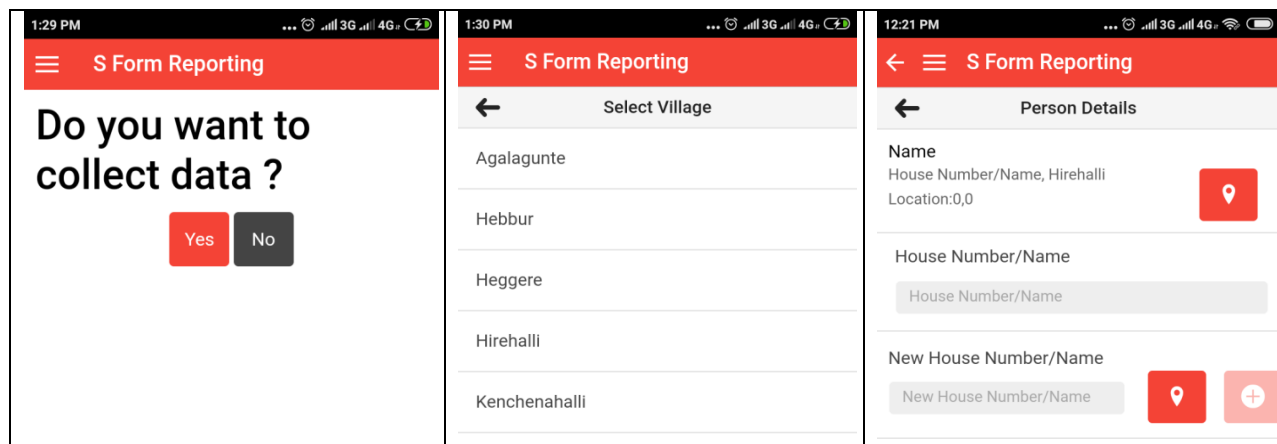 1:29 PM ... 3G 4G
S Form Reporting
Do you want to
collect data ?
Yes No
1:30 PM ... 3G 4G
S Form Reporting
Select Village
Agalagunte
Hebbur
Heggere
Hirehalli
Kenchenahalli
12:21 PM ... 3G 4G
S Form Reporting
Person Details
Name
House Number/Name, Hirehalli
Location:0,0
House Number/Name
House Number/Name
New House Number/Name
New House Number/Name